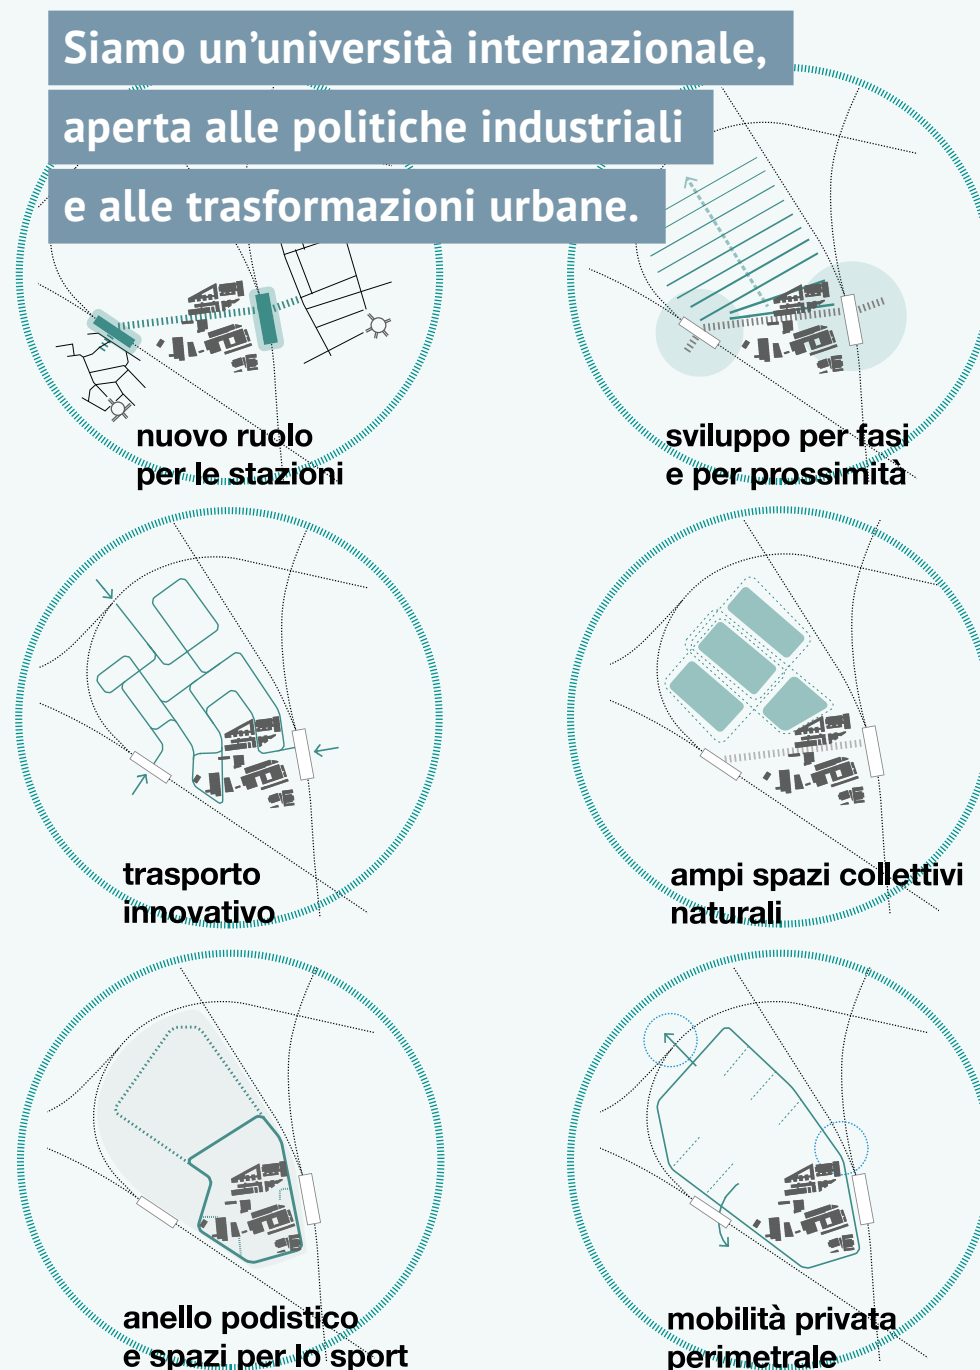 Siamo un’università internazionale,
aperta alle politiche industriali
e alle trasformazioni urbane.
nuovo ruolo
per le stazioni
sviluppo per fasi
e per prossimità
trasporto
innovativo
ampi spazi collettivi
naturali
anello podistico
e spazi per lo sport
mobilità privata
perimetrale